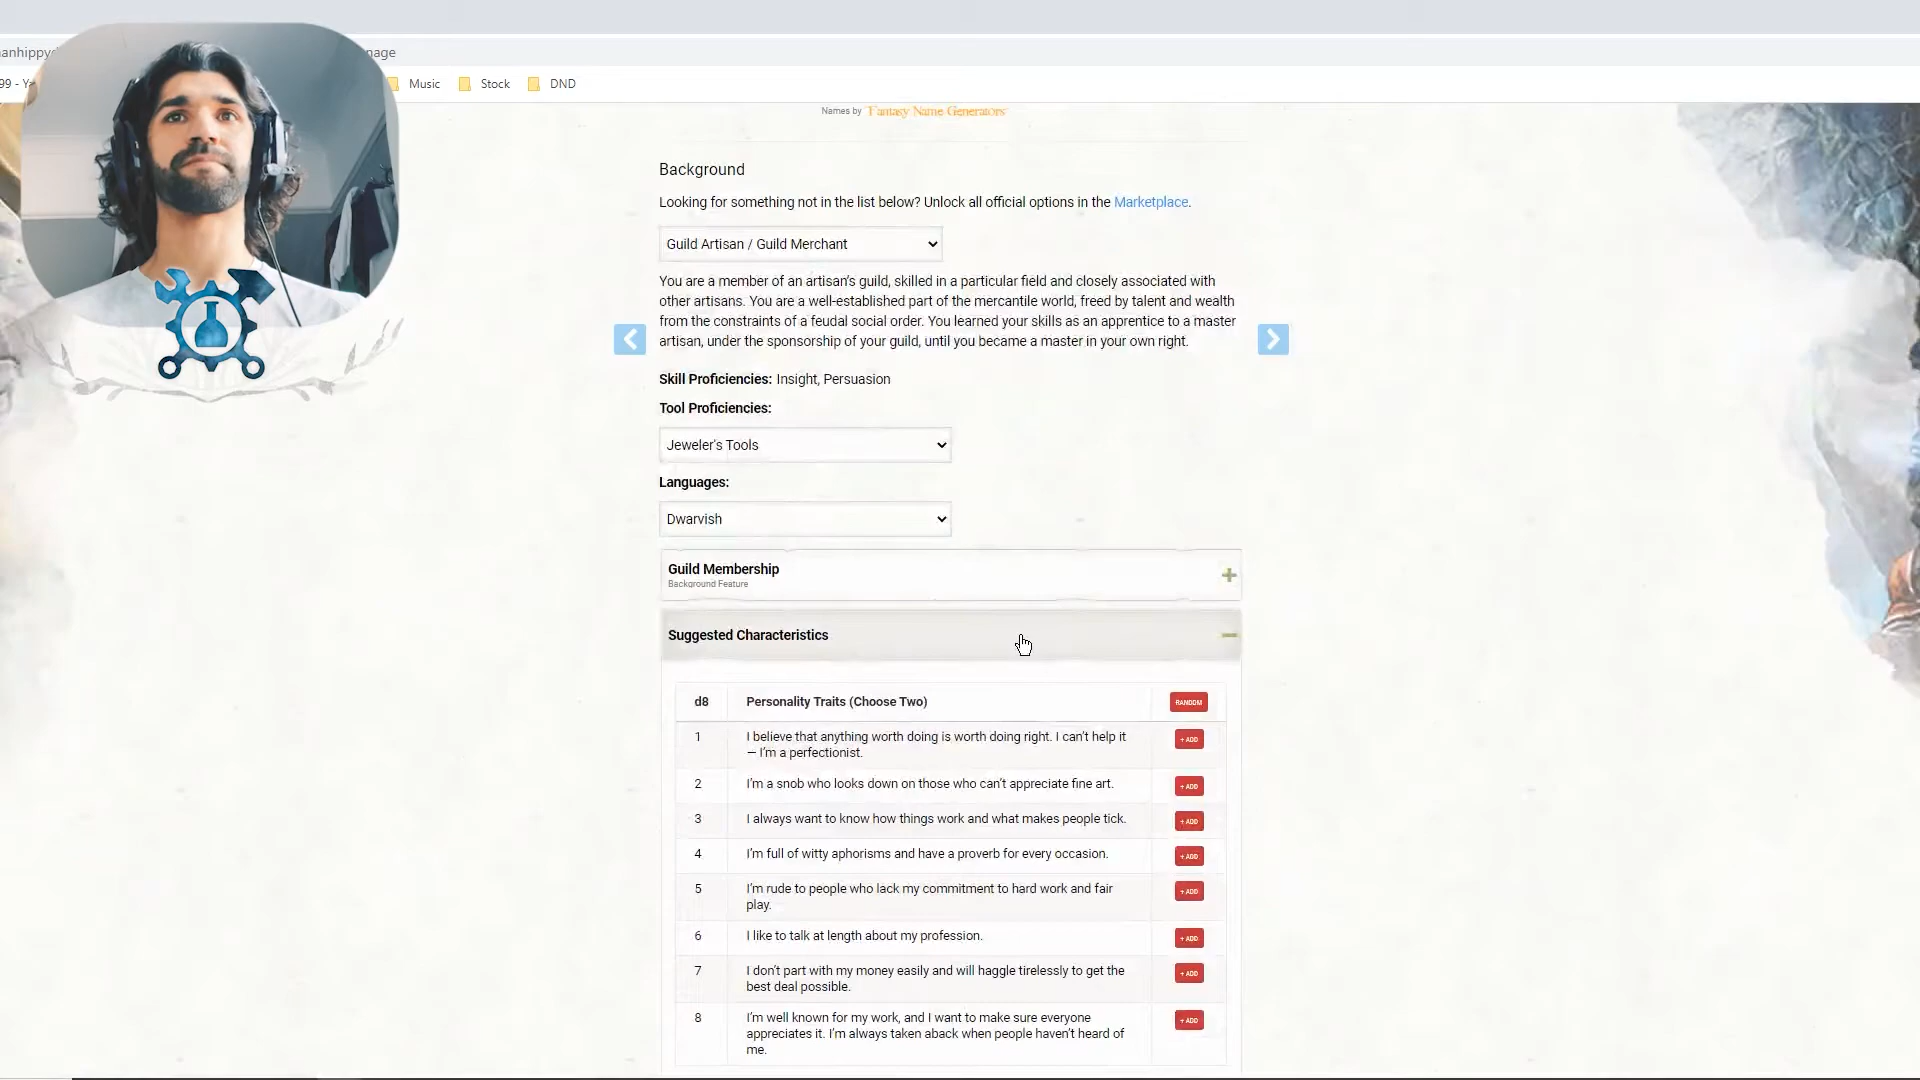 anhippy
nage
99 - Y
Music
Stock
DND
Names by Fantasy Name Generators
Background
Looking for something not in the list below? Unlock all official options in the Marketplace.
Guild Artisan / Guild Merchant
You are a member of an artisan's guild, skilled in a particular field and closely associated with
other artisans. You are a well-established part of the mercantile world, freed by talent and wealth
from the constraints of a feudal social order. You learned your skills as an apprentice to a master
artisan, under the sponsorship of your guild, until you became a master in your own right.
Skill Proficiencies: Insight, Persuasion
Tool Proficiencies:
Jeweler's Tools
Languages:
Dwarvish
Guild Membership
Background Feature
Suggested Characteristics
d8 Personality Traits (Choose Two) RANDOM
1 I believe that anything worth doing is worth doing right. I can't help it + ADD
– I'm a perfectionist.
2 I'm a snob who looks down on those who can't appreciate fine art. + ADD
3 I always want to know how things work and what makes people tick. + ADD
4 I'm full of witty aphorisms and have a proverb for every occasion. + ADD
5 I'm rude to people who lack my commitment to hard work and fair + ADD
play.
6 I like to talk at length about my profession. + ADD
7 I don't part with my money easily and will haggle tirelessly to get the + ADD
best deal possible.
8 I'm well known for my work, and I want to make sure everyone + ADD
appreciates it. I'm always taken aback when people haven't heard of
me.